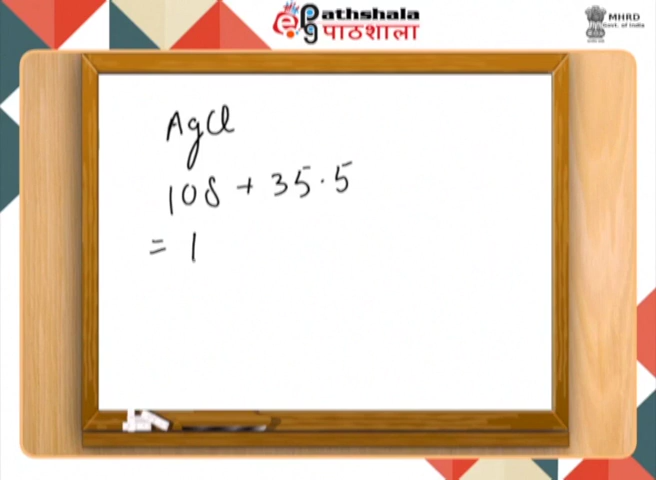 ePathshala
पाठशाला
MHRD
Govt. of India
AgCl
108 + 35.5
= 1